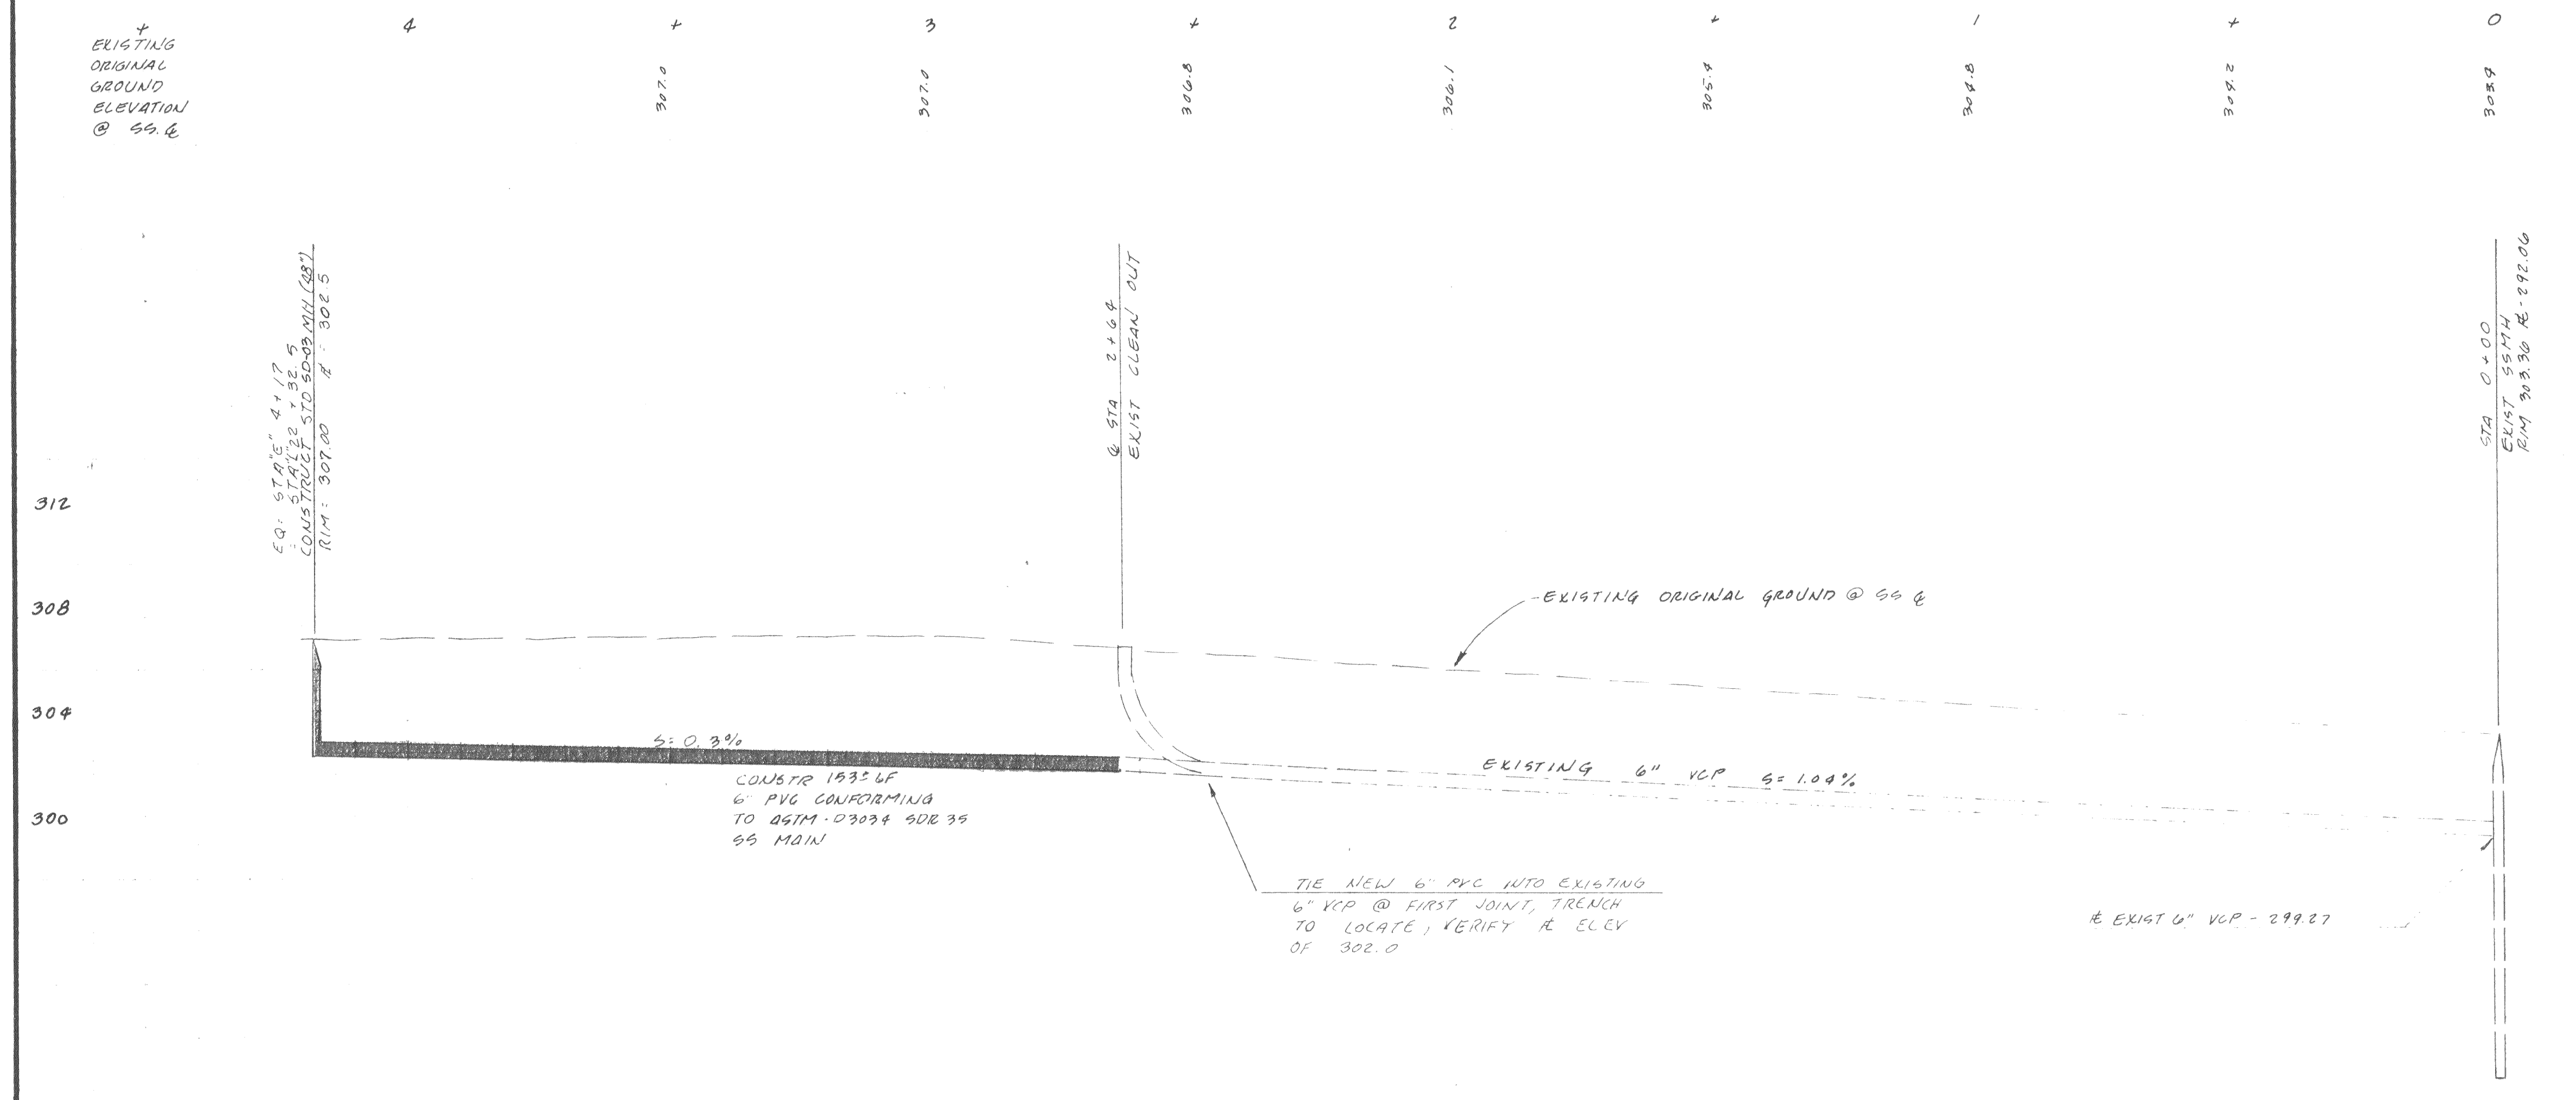 + 4 + 3 + 2 + 1 + 0
EXISTING
ORIGINAL
GROUND
ELEVATION
@ SS. ℄
307.0 307.0 306.8 306.1 305.4 304.8 304.2 303.9
EQ: STA "E" 4+17
= STA "L" 22 + 32.5
CONSTRUCT STD SD-03 MH (48")
RIM = 307.00 ⅊ = 302.5
℄ STA 2+64
EXIST CLEAN OUT
STA 0+00
EXIST SSMH
RIM 303.36 ⅊ - 292.06
312
308
304
300
EXISTING ORIGINAL GROUND @ SS ℄
S= 0.3%
CONSTR 153± LF
6" PVC CONFORMING
TO ASTM-D3034 SDR 35
SS MAIN
EXISTING 6" VCP S= 1.04%
TIE NEW 6" PVC INTO EXISTING
6" VCP @ FIRST JOINT, TRENCH
TO LOCATE, VERIFY ⅊ ELEV
OF 302.0
⅊ EXIST 6" VCP - 299.27